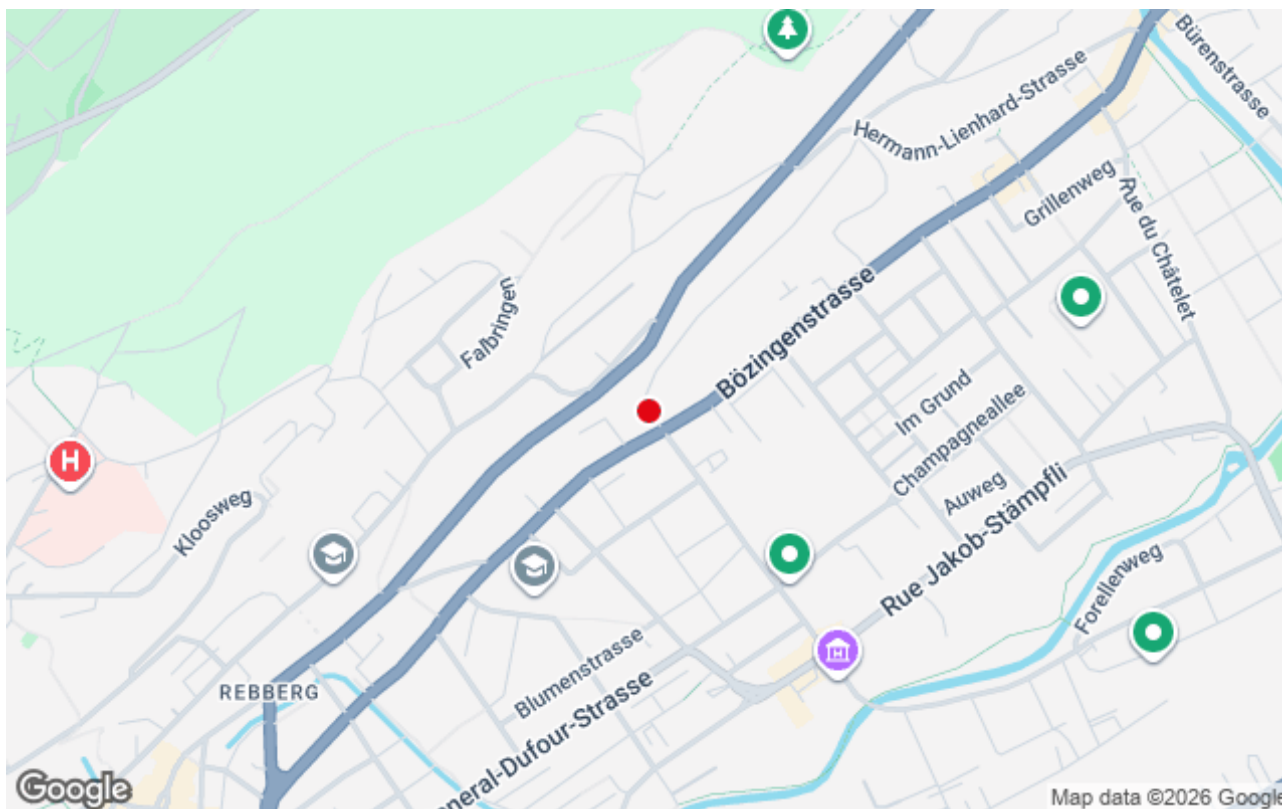 Bürenstrasse
Hermann-Lienhard-Strasse
Grillenweg
Rue du Châtelet
Falbringen
Bözingenstrasse
Im Grund
Champagneallee
Kloosweg
Auweg
Rue Jakob-Stämpfli
Forellenweg
Blumenstrasse
REBBERG
eneral-Dufour-Strasse
H
H
Google
Map data ©2026 Google